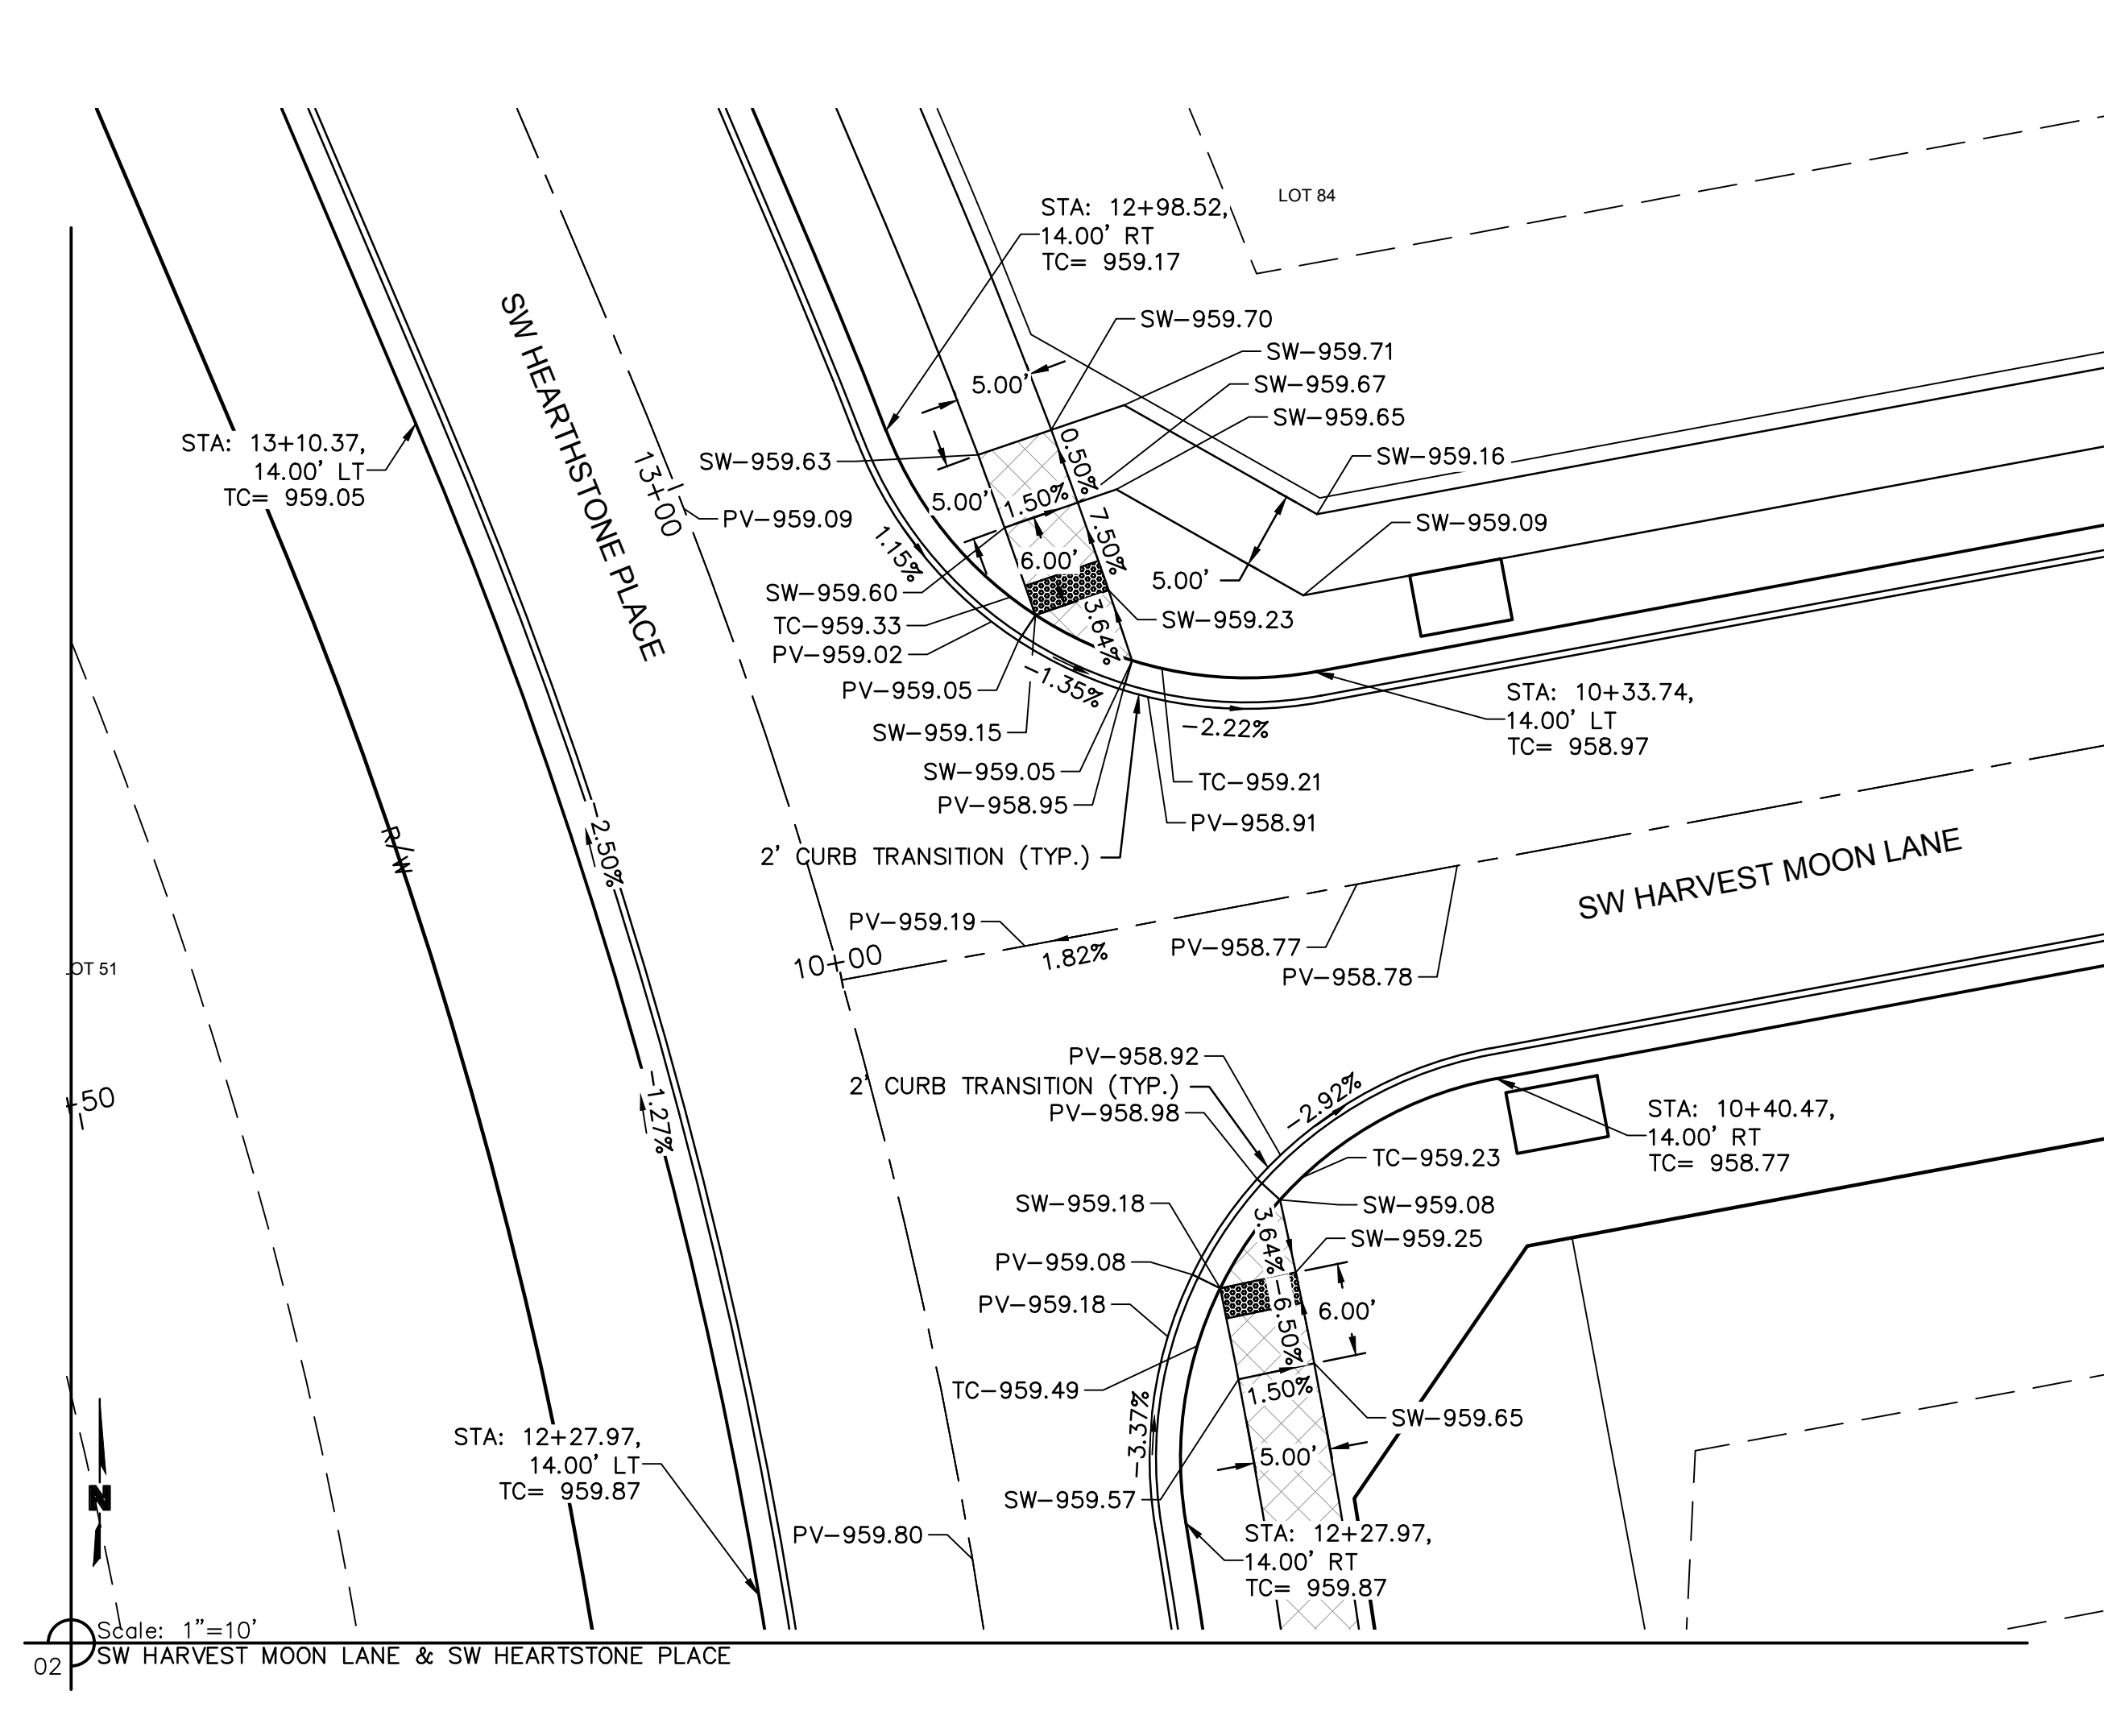 LOT 84
STA: 12+98.52,
14.00' RT
TC= 959.17
SW-959.70
SW-959.71
5.00'
SW-959.67
SW-959.65
STA: 13+10.37,
14.00' LT
TC= 959.05
SW HEARTHSTONE PLACE
13+00
SW-959.63
0.50%
SW-959.16
5.00'
1.50%
PV-959.09
7.50%
SW-959.09
1.15%
6.00'
5.00'
SW-959.60
TC-959.33
SW-959.23
PV-959.02
3.64%
PV-959.05
-1.35%
STA: 10+33.74,
14.00' LT
TC= 958.97
SW-959.15
-2.22%
SW-959.05
TC-959.21
PV-958.95
PV-958.91
2' CURB TRANSITION (TYP.)
R/W
-2.50%
SW HARVEST MOON LANE
PV-959.19
10+00
1.82%
PV-958.77
PV-958.78
OT 51
+50
-1.27%
PV-958.92
2' CURB TRANSITION (TYP.)
PV-958.98
-2.92%
STA: 10+40.47,
14.00' RT
TC= 958.77
TC-959.23
SW-959.18
SW-959.08
3.64%
SW-959.25
PV-959.08
PV-959.18
-6.50%
6.00'
TC-959.49
1.50%
-3.37%
SW-959.65
STA: 12+27.97,
14.00' LT
TC= 959.87
5.00'
SW-959.57
PV-959.80
STA: 12+27.97,
14.00' RT
TC= 959.87
N
Scale: 1"=10'
02
SW HARVEST MOON LANE & SW HEARTSTONE PLACE